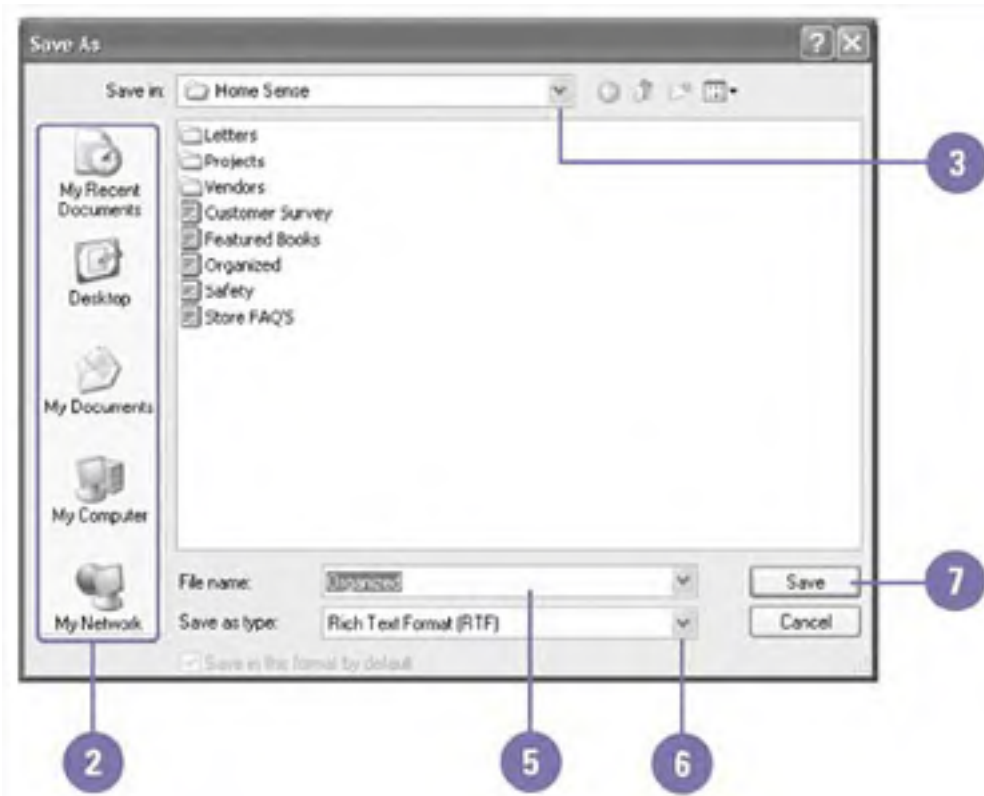 Save As
Save in:
Home Sense
3
My Recent
Documents
Desktop
My Documents
My Computer
My Network
Letters
Projects
Vendors
Customer Survey
Featured Books
Organized
Safety
Store FAQ'S
File name:
Organized
Save
7
Save as type:
Rich Text Format (RTF)
Cancel
Save in this format by default
2
5
6